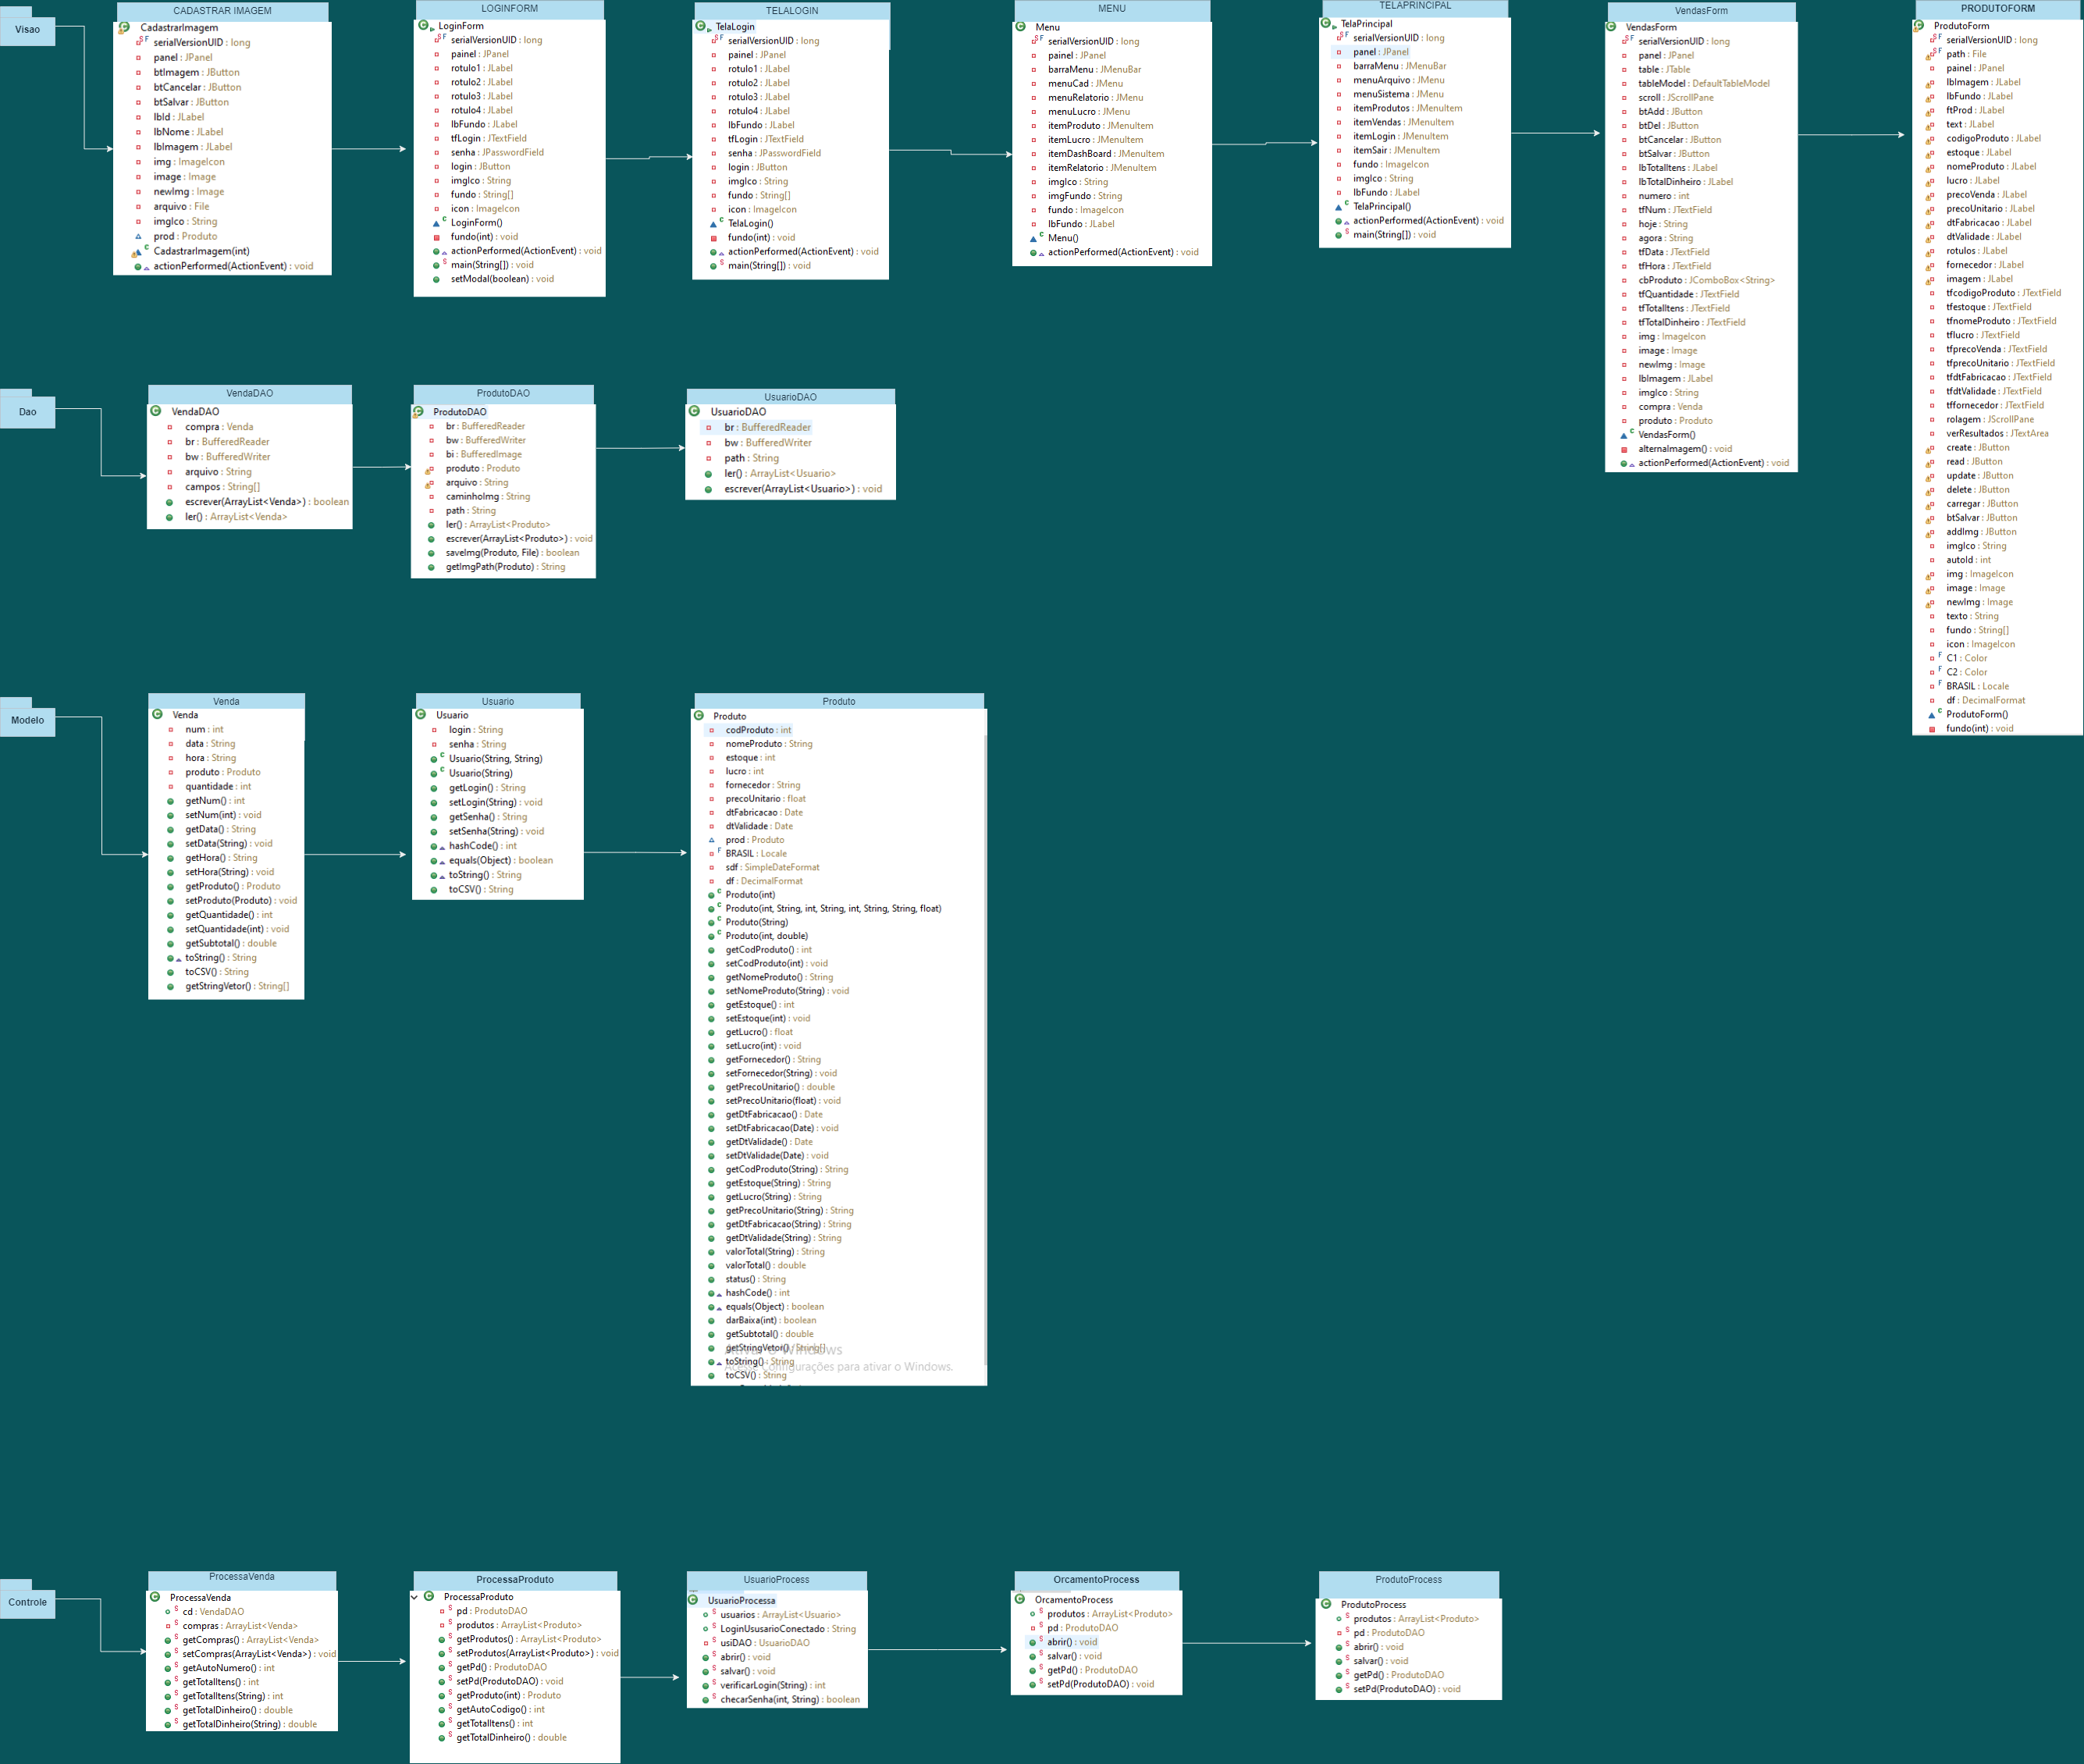 Visao
CADASTRAR IMAGEM
CadastrarImagem
serialVersionUID : long
panel : JPanel
btImagem : JButton
btCancelar : JButton
btSalvar : JButton
lbId : JLabel
lbNome : JLabel
lbImagem : JLabel
img : ImageIcon
image : Image
newImg : Image
arquivo : File
imgIco : String
prod : Produto
CadastrarImagem(int)
actionPerformed(ActionEvent) : void
LOGINFORM
LoginForm
serialVersionUID : long
painel : JPanel
rotulo1 : JLabel
rotulo2 : JLabel
rotulo3 : JLabel
rotulo4 : JLabel
lbFundo : JLabel
tfLogin : JTextField
senha : JPasswordField
login : JButton
imgIco : String
fundo : String[]
icon : ImageIcon
LoginForm()
fundo(int) : void
actionPerformed(ActionEvent) : void
main(String[]) : void
setModal(boolean) : void
TELALOGIN
TelaLogin
serialVersionUID : long
painel : JPanel
rotulo1 : JLabel
rotulo2 : JLabel
rotulo3 : JLabel
rotulo4 : JLabel
lbFundo : JLabel
tfLogin : JTextField
senha : JPasswordField
login : JButton
imgIco : String
fundo : String[]
icon : ImageIcon
TelaLogin()
fundo(int) : void
actionPerformed(ActionEvent) : void
main(String[]) : void
MENU
Menu
serialVersionUID : long
painel : JPanel
barraMenu : JMenuBar
menuCad : JMenu
menuRelatorio : JMenu
menuLucro : JMenu
itemProduto : JMenuItem
itemLucro : JMenuItem
itemDashBoard : JMenuItem
itemRelatorio : JMenuItem
imgIco : String
imgFundo : String
fundo : ImageIcon
lbFundo : JLabel
Menu()
actionPerformed(ActionEvent) : void
TELAPRINCIPAL
TelaPrincipal
serialVersionUID : long
panel : JPanel
barraMenu : JMenuBar
menuArquivo : JMenu
menuSistema : JMenu
itemProdutos : JMenuItem
itemVendas : JMenuItem
itemLogin : JMenuItem
itemSair : JMenuItem
fundo : ImageIcon
imgIco : String
lbFundo : JLabel
TelaPrincipal()
actionPerformed(ActionEvent) : void
main(String[]) : void
VendasForm
VendasForm
serialVersionUID : long
panel : JPanel
table : JTable
tableModel : DefaultTableModel
scroll : JScrollPane
btAdd : JButton
btDel : JButton
btCancelar : JButton
btSalvar : JButton
lbTotalItens : JLabel
lbTotalDinheiro : JLabel
numero : int
tfNum : JTextField
hoje : String
agora : String
tfData : JTextField
tfHora : JTextField
cbProduto : JComboBox<String>
tfQuantidade : JTextField
tfTotalItens : JTextField
tfTotalDinheiro : JTextField
img : ImageIcon
image : Image
newImg : Image
lbImagem : JLabel
imgIco : String
compra : Venda
produto : Produto
VendasForm()
alternaImagem() : void
actionPerformed(ActionEvent) : void
PRODUTOFORM
ProdutoForm
serialVersionUID : long
path : File
painel : JPanel
lbImagem : JLabel
lbFundo : JLabel
ftProd : JLabel
text : JLabel
codigoProduto : JLabel
estoque : JLabel
nomeProduto : JLabel
lucro : JLabel
precoVenda : JLabel
precoUnitario : JLabel
dtFabricacao : JLabel
dtValidade : JLabel
rotulos : JLabel
fornecedor : JLabel
imagem : JLabel
tfcodigoProduto : JTextField
tfestoque : JTextField
tfnomeProduto : JTextField
tflucro : JTextField
tfprecoVenda : JTextField
tfprecoUnitario : JTextField
tfdtFabricacao : JTextField
tfdtValidade : JTextField
tffornecedor : JTextField
rolagem : JScrollPane
verResultados : JTextArea
create : JButton
read : JButton
update : JButton
delete : JButton
carregar : JButton
btSalvar : JButton
addImg : JButton
imgIco : String
autoId : int
img : ImageIcon
image : Image
newImg : Image
texto : String
fundo : String[]
icon : ImageIcon
C1 : Color
C2 : Color
BRASIL : Locale
df : DecimalFormat
ProdutoForm()
fundo(int) : void
Dao
VendaDAO
VendaDAO
compra : Venda
br : BufferedReader
bw : BufferedWriter
arquivo : String
campos : String[]
escrever(ArrayList<Venda>) : boolean
ler() : ArrayList<Venda>
ProdutoDAO
ProdutoDAO
br : BufferedReader
bw : BufferedWriter
bi : BufferedImage
produto : Produto
arquivo : String
caminhoImg : String
path : String
ler() : ArrayList<Produto>
escrever(ArrayList<Produto>) : void
saveImg(Produto, File) : boolean
getImgPath(Produto) : String
UsuarioDAO
UsuarioDAO
br : BufferedReader
bw : BufferedWriter
path : String
ler() : ArrayList<Usuario>
escrever(ArrayList<Usuario>) : void
Modelo
Venda
Venda
num : int
data : String
hora : String
produto : Produto
quantidade : int
getNum() : int
setNum(int) : void
getData() : String
setData(String) : void
getHora() : String
setHora(String) : void
getProduto() : Produto
setProduto(Produto) : void
getQuantidade() : int
setQuantidade(int) : void
getSubtotal() : double
toString() : String
toCSV() : String
getStringVetor() : String[]
Usuario
Usuario
login : String
senha : String
Usuario(String, String)
Usuario(String)
getLogin() : String
setLogin(String) : void
getSenha() : String
setSenha(String) : void
hashCode() : int
equals(Object) : boolean
toString() : String
toCSV() : String
Produto
Produto
codProduto : int
nomeProduto : String
estoque : int
lucro : int
fornecedor : String
precoUnitario : float
dtFabricacao : Date
dtValidade : Date
prod : Produto
BRASIL : Locale
sdf : SimpleDateFormat
df : DecimalFormat
Produto(int)
Produto(int, String, int, String, int, String, String, float)
Produto(String)
Produto(int, double)
getCodProduto() : int
setCodProduto(int) : void
getNomeProduto() : String
setNomeProduto(String) : void
getEstoque() : int
setEstoque(int) : void
getLucro() : float
setLucro(int) : void
getFornecedor() : String
setFornecedor(String) : void
getPrecoUnitario() : double
setPrecoUnitario(float) : void
getDtFabricacao() : Date
setDtFabricacao(Date) : void
getDtValidade() : Date
setDtValidade(Date) : void
getCodProduto(String) : String
getEstoque(String) : String
getLucro(String) : String
getPrecoUnitario(String) : String
getDtFabricacao(String) : String
getDtValidade(String) : String
valorTotal(String) : String
valorTotal() : double
status() : String
hashCode() : int
equals(Object) : boolean
darBaixa(int) : boolean
getSubtotal() : double
getStringVetor() : String[]
Ativar o Windows
toString() : String
Acesse Configurações para ativar o Windows.
toCSV() : String
Controle
ProcessaVenda
ProcessaVenda
cd : VendaDAO
compras : ArrayList<Venda>
getCompras() : ArrayList<Venda>
setCompras(ArrayList<Venda>) : void
getAutoNumero() : int
getTotalItens() : int
getTotalItens(String) : int
getTotalDinheiro() : double
getTotalDinheiro(String) : double
ProcessaProduto
ProcessaProduto
pd : ProdutoDAO
produtos : ArrayList<Produto>
getProdutos() : ArrayList<Produto>
setProdutos(ArrayList<Produto>) : void
getPd() : ProdutoDAO
setPd(ProdutoDAO) : void
getProduto(int) : Produto
getAutoCodigo() : int
getTotalItens() : int
getTotalDinheiro() : double
UsuarioProcess
UsuarioProcessa
usuarios : ArrayList<Usuario>
LoginUsusarioConectado : String
usiDAO : UsuarioDAO
abrir() : void
salvar() : void
verificarLogin(String) : int
checarSenha(int, String) : boolean
OrcamentoProcess
OrcamentoProcess
produtos : ArrayList<Produto>
pd : ProdutoDAO
abrir() : void
salvar() : void
getPd() : ProdutoDAO
setPd(ProdutoDAO) : void
ProdutoProcess
ProdutoProcess
produtos : ArrayList<Produto>
pd : ProdutoDAO
abrir() : void
salvar() : void
getPd() : ProdutoDAO
setPd(ProdutoDAO) : void